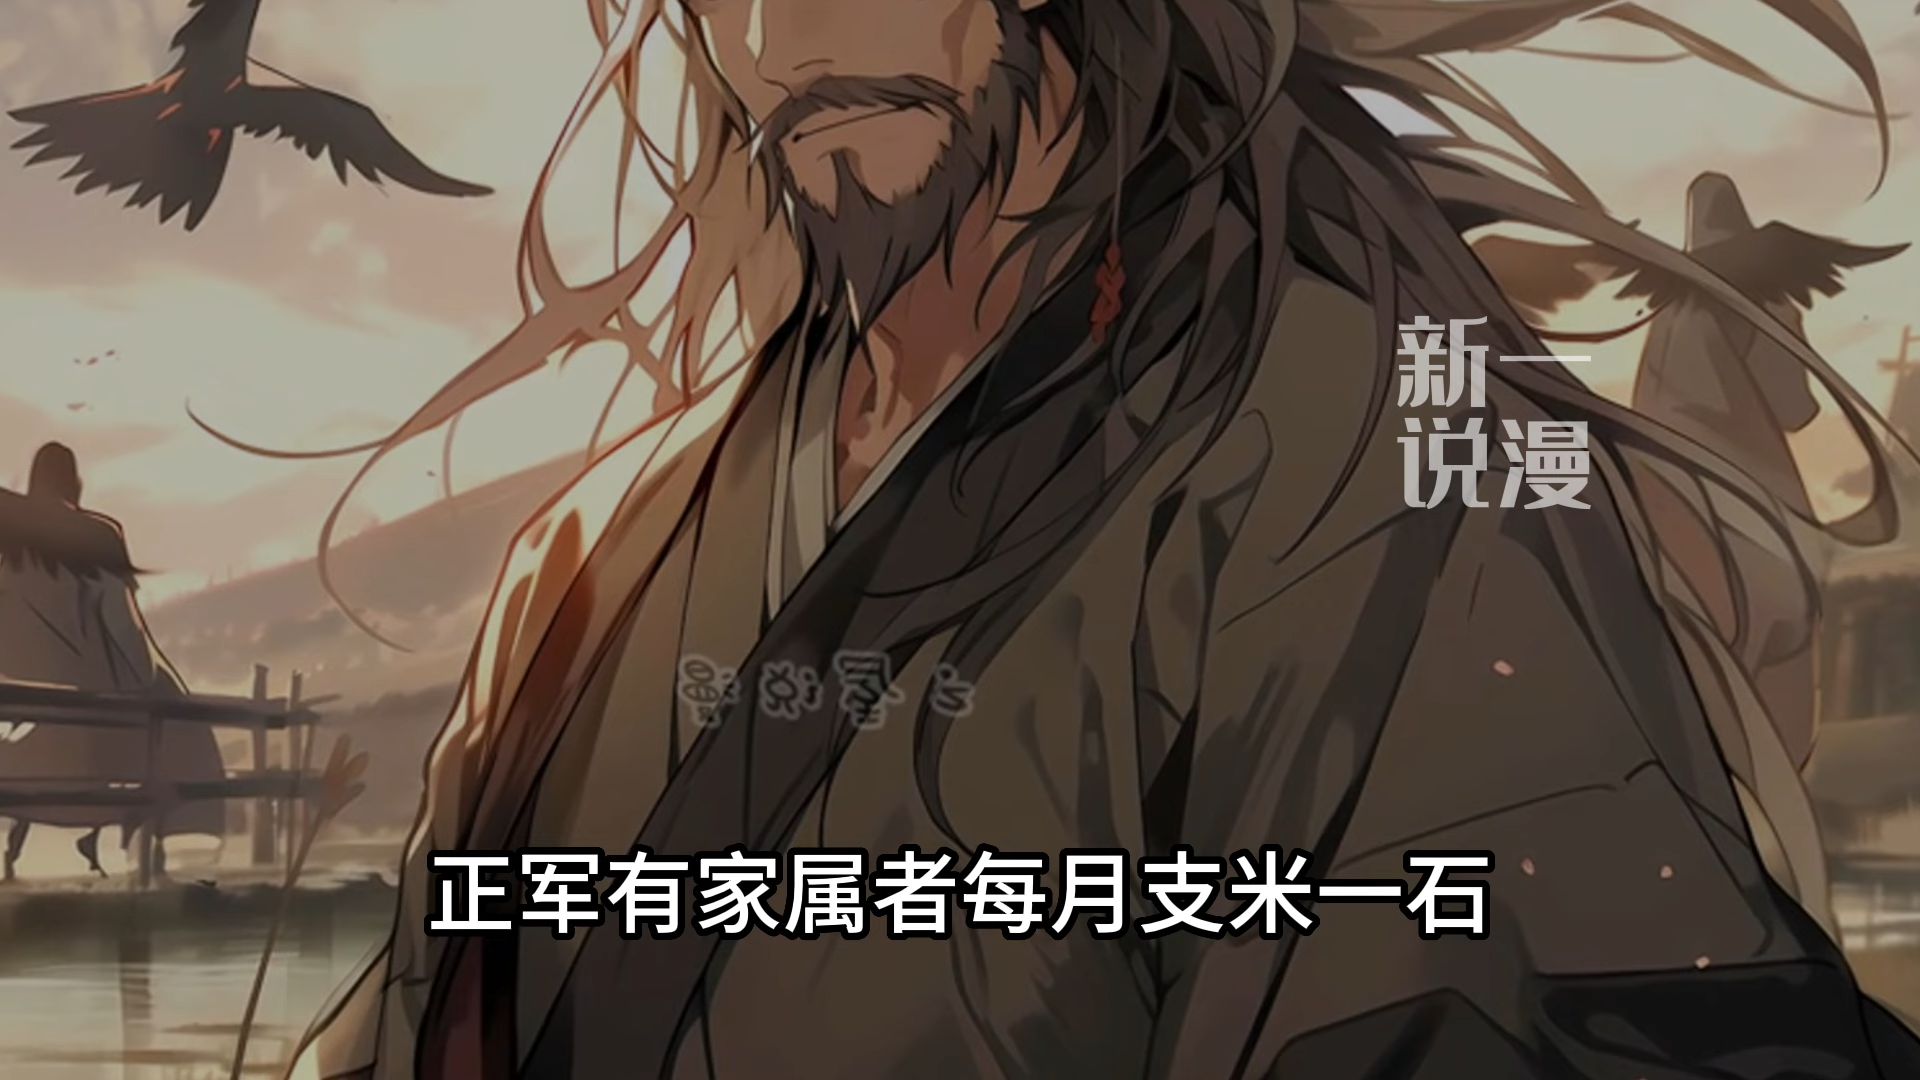 新一
说漫
正军有家属者每月支米一石